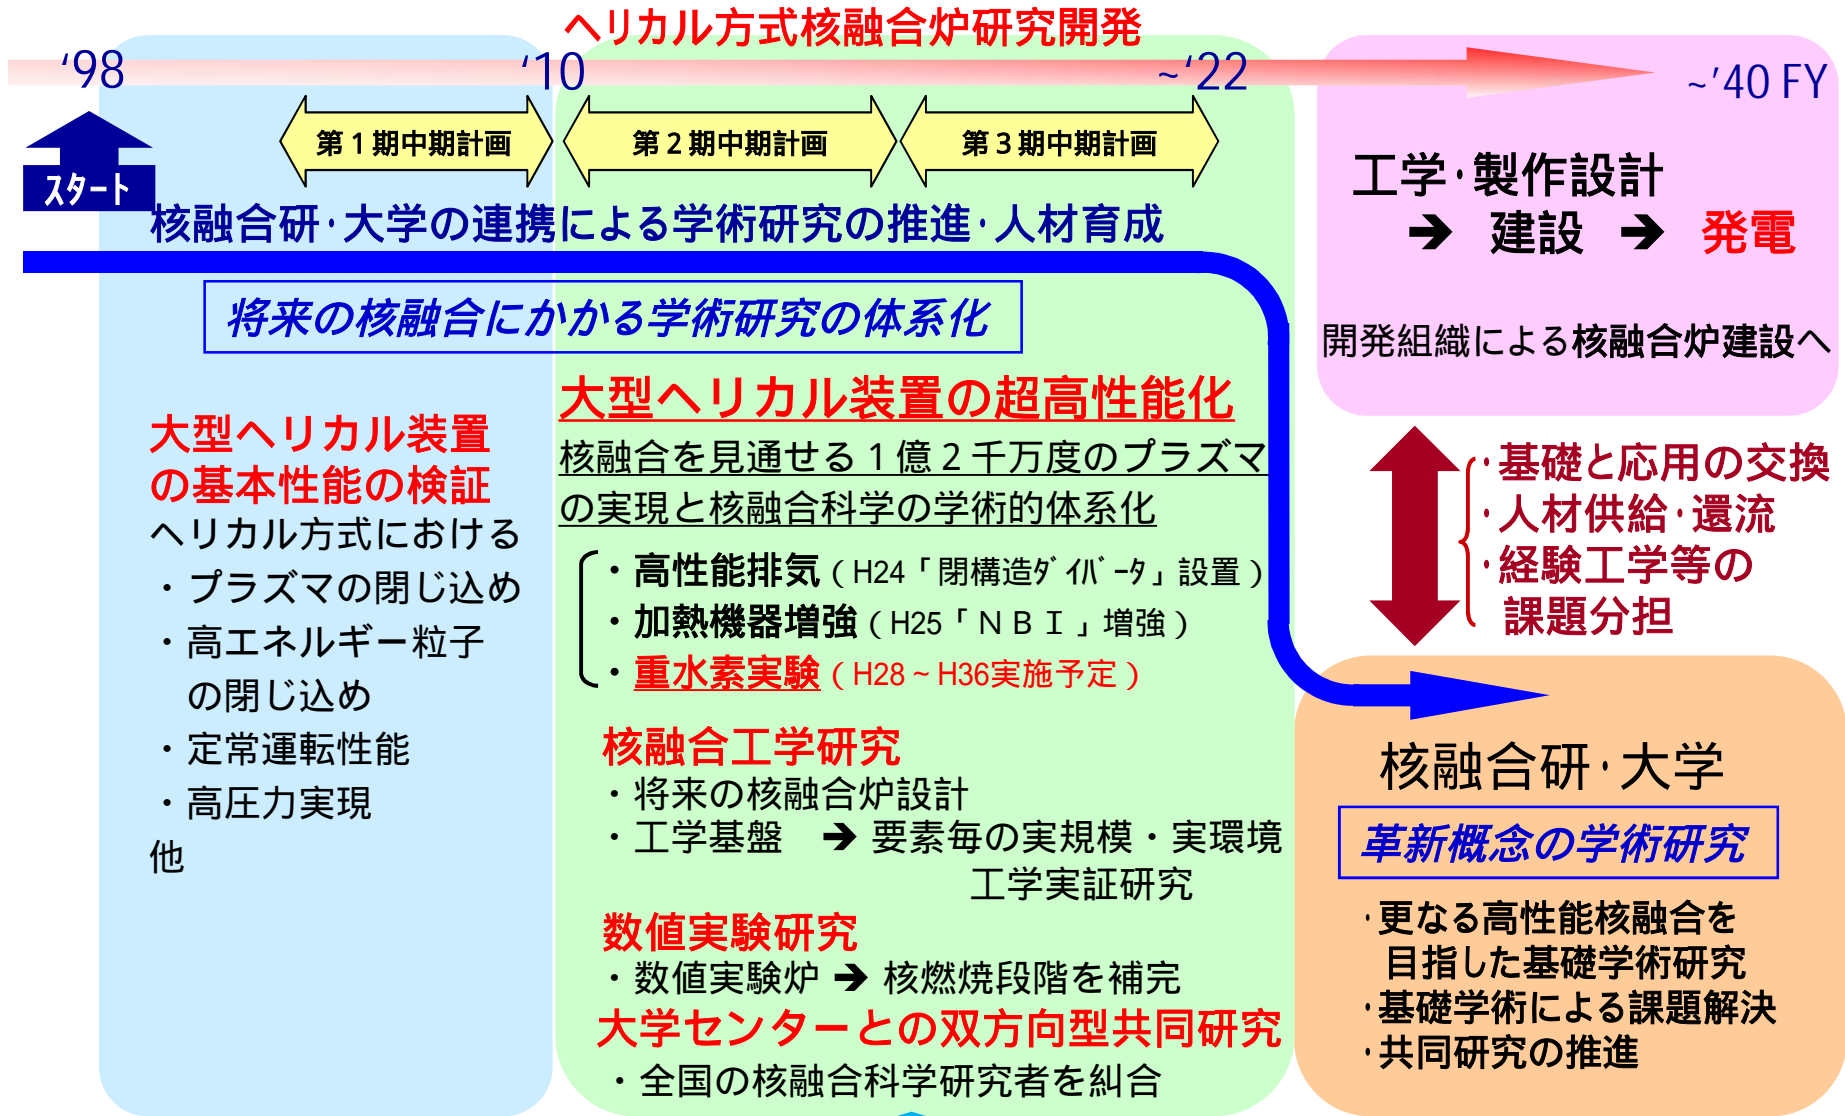 ヘリカル方式核融合炉研究開発
‘98
‘10
~‘22
~’40 FY
第1期中期計画
第2期中期計画
第3期中期計画
スタート
核融合研・大学の連携による学術研究の推進・人材育成
将来の核融合にかかる学術研究の体系化
大型ヘリカル装置
の基本性能の検証
ヘリカル方式における
・プラズマの閉じ込め
・高エネルギー粒子
の閉じ込め
・定常運転性能
・高圧力実現
他
大型ヘリカル装置の超高性能化
核融合を見通せる1億2千万度のプラズマ
の実現と核融合科学の学術的体系化
・高性能排気(H24「閉構造ダイバータ」設置)
・加熱機器増強(H25「NBI」増強)
・重水素実験(H28~H36実施予定)
核融合工学研究
・将来の核融合炉設計
・工学基盤 ➔ 要素毎の実規模・実環境
工学実証研究
数値実験研究
・数値実験炉 ➔ 核燃焼段階を補完
大学センターとの双方向型共同研究
・全国の核融合科学研究者を糾合
工学・製作設計
➔ 建設 ➔ 発電
開発組織による核融合炉建設へ
・基礎と応用の交換
・人材供給・還流
・経験工学等の
課題分担
核融合研・大学
革新概念の学術研究
・更なる高性能核融合を
目指した基礎学術研究
・基礎学術による課題解決
・共同研究の推進